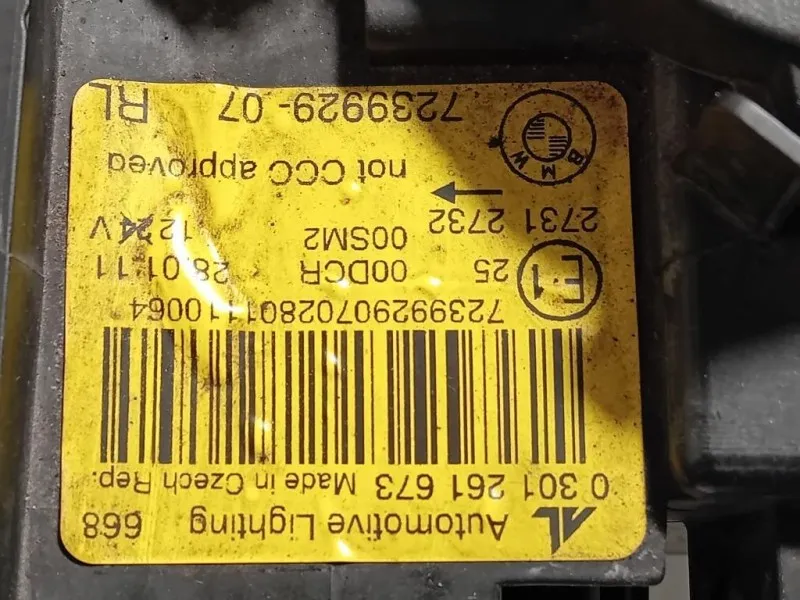 AL Automotive Lighting 668
0 301 261 673 Made in Czech Rep.
72399290702801110064
E1 25 00DCR 28.01.11
2731 2732 00SM2 12 24V
not CCC approved
BMW 7239929-07 RL